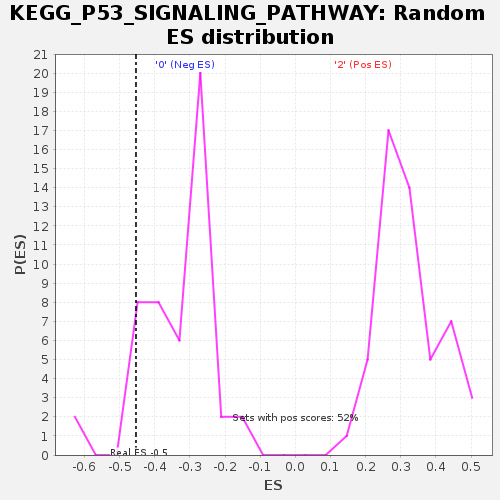 KEGG_P53_SIGNALING_PATHWAY: Random
ES distribution
'0' (Neg ES)
'2' (Pos ES)
21
20
19
18
17
16
15
14
13
12
11
10
9
8
7
6
5
4
3
2
1
0
P(ES)
Sets with pos scores: 52%
Real ES -0.5
-0.6 -0.5 -0.4 -0.3 -0.2 -0.1 0.0 0.1 0.2 0.3 0.4 0.5
ES